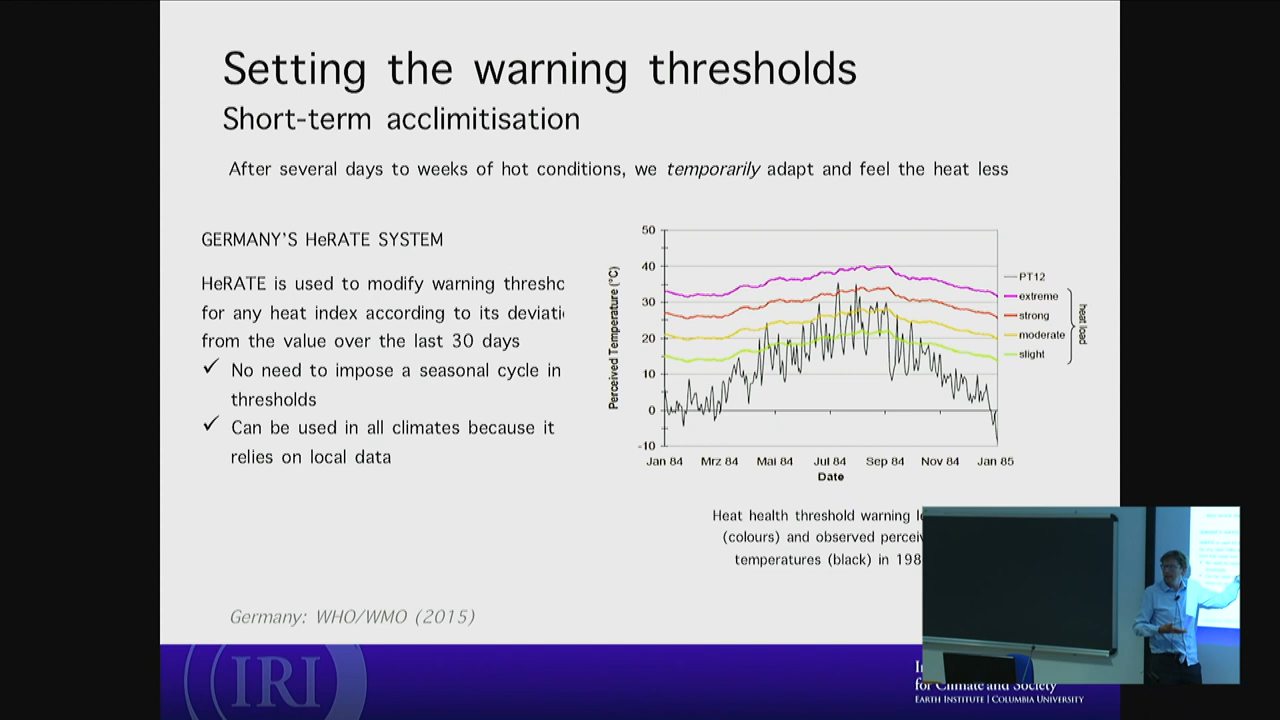 Setting the warning thresholds
Short-term acclimitisation
After several days to weeks of hot conditions, we temporarily adapt and feel the heat less
GERMANY'S HeRATE SYSTEM
HeRATE is used to modify warning thresho
for any heat index according to its deviati
from the value over the last 30 days
✓ No need to impose a seasonal cycle in
thresholds
✓ Can be used in all climates because it
relies on local data
Perceived Temperature (°C)
50
40
30
20
10
0
-10
Jan 84 Mrz 84 Mai 84 Jul 84 Sep 84 Nov 84 Jan 85
Date
PT12
extreme
strong
moderate
slight
heat load
Heat health threshold warning l
(colours) and observed percei
temperatures (black) in 198
Germany: WHO/WMO (2015)
IRI
for Climate and Society
EARTH INSTITUTE | COLUMBIA UNIVERSITY